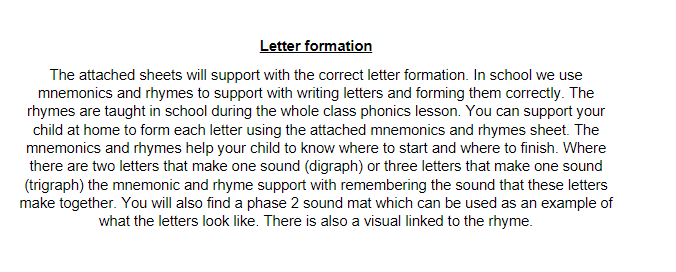 Letter formation
The attached sheets will support with the correct letter formation. In school we use
mnemonics and rhymes to support with writing letters and forming them correctly. The
rhymes are taught in school during the whole class phonics lesson. You can support your
child at home to form each letter using the attached mnemonics and rhymes sheet. The
mnemonics and rhymes help your child to know where to start and where to finish. Where
there are two letters that make one sound (digraph) or three letters that make one sound
(trigraph) the mnemonic and rhyme support with remembering the sound that these letters
make together. You will also find a phase 2 sound mat which can be used as an example of
what the letters look like. There is also a visual linked to the rhyme.